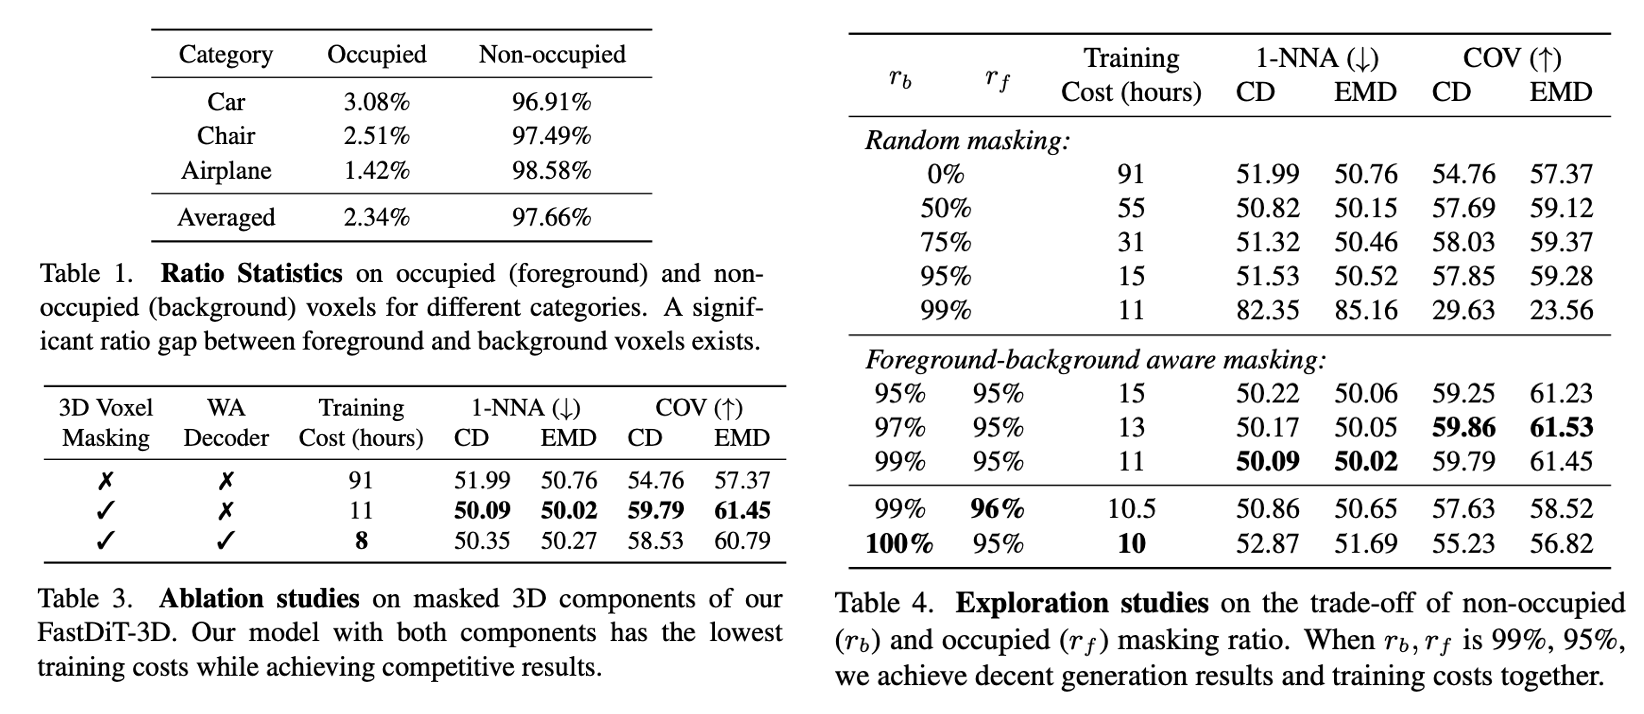 Category Occupied Non-occupied
Car 3.08% 96.91%
Chair 2.51% 97.49%
Airplane 1.42% 98.58%
Averaged 2.34% 97.66%
Table 1. Ratio Statistics on occupied (foreground) and non-
occupied (background) voxels for different categories. A signif-
icant ratio gap between foreground and background voxels exists.
3D Voxel WA Training 1-NNA (↓) COV (↑)
Masking Decoder Cost (hours) CD EMD CD EMD
✗ ✗ 91 51.99 50.76 54.76 57.37
✓ ✗ 11 50.09 50.02 59.79 61.45
✓ ✓ 8 50.35 50.27 58.53 60.79
Table 3. Ablation studies on masked 3D components of our
FastDiT-3D. Our model with both components has the lowest
training costs while achieving competitive results.
r_b r_f Training 1-NNA (↓) COV (↑)
Cost (hours) CD EMD CD EMD
Random masking:
0% 91 51.99 50.76 54.76 57.37
50% 55 50.82 50.15 57.69 59.12
75% 31 51.32 50.46 58.03 59.37
95% 15 51.53 50.52 57.85 59.28
99% 11 82.35 85.16 29.63 23.56
Foreground-background aware masking:
95% 95% 15 50.22 50.06 59.25 61.23
97% 95% 13 50.17 50.05 59.86 61.53
99% 95% 11 50.09 50.02 59.79 61.45
99% 96% 10.5 50.86 50.65 57.63 58.52
100% 95% 10 52.87 51.69 55.23 56.82
Table 4. Exploration studies on the trade-off of non-occupied
(r_b) and occupied (r_f) masking ratio. When r_b, r_f is 99%, 95%,
we achieve decent generation results and training costs together.